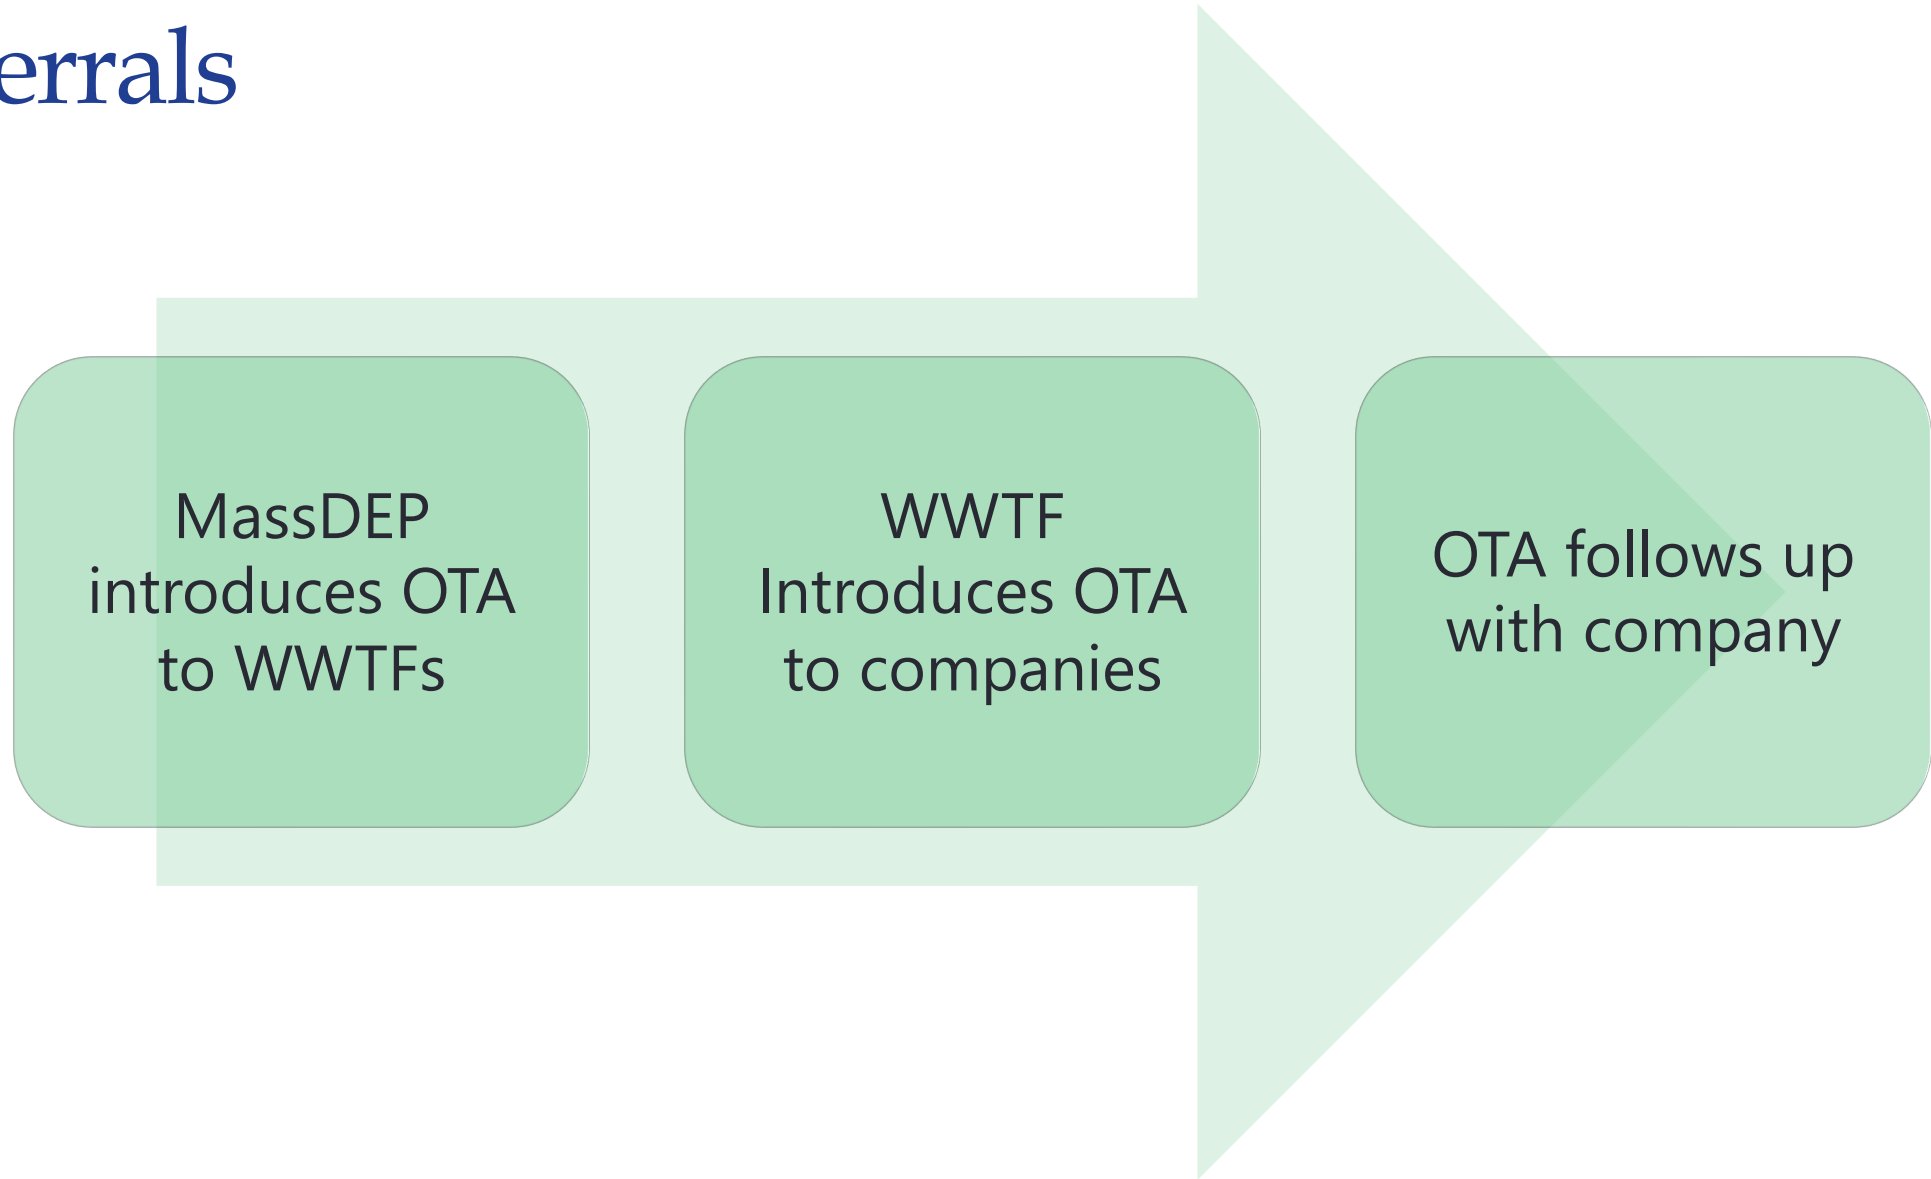 errals
MassDEP
introduces OTA
to WWTFs
WWTF
Introduces OTA
to companies
OTA follows up
with company